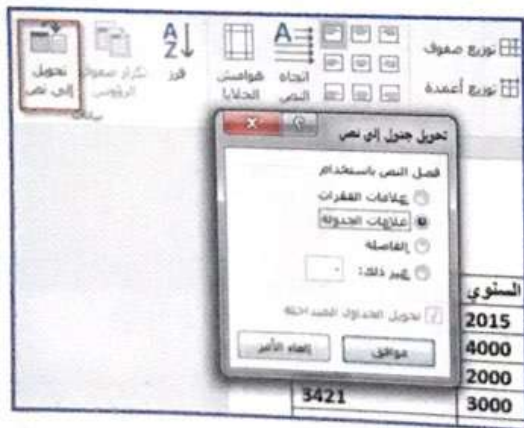 توزيع صفوف
توزيع أعمدة
اتجاه النص
هوامش الخلايا
فرز
تكرار صفوف الرؤوس
تحويل إلى نص
بيانات
تحويل جدول إلى نص
فصل النص باستخدام
علامات الفقرات
علامات الجدولة
الفاصلة
غير ذلك:
تحويل الجداول المتداخلة
موافق
إلغاء الأمر
السنوي
2015
4000
2000
3421
3000